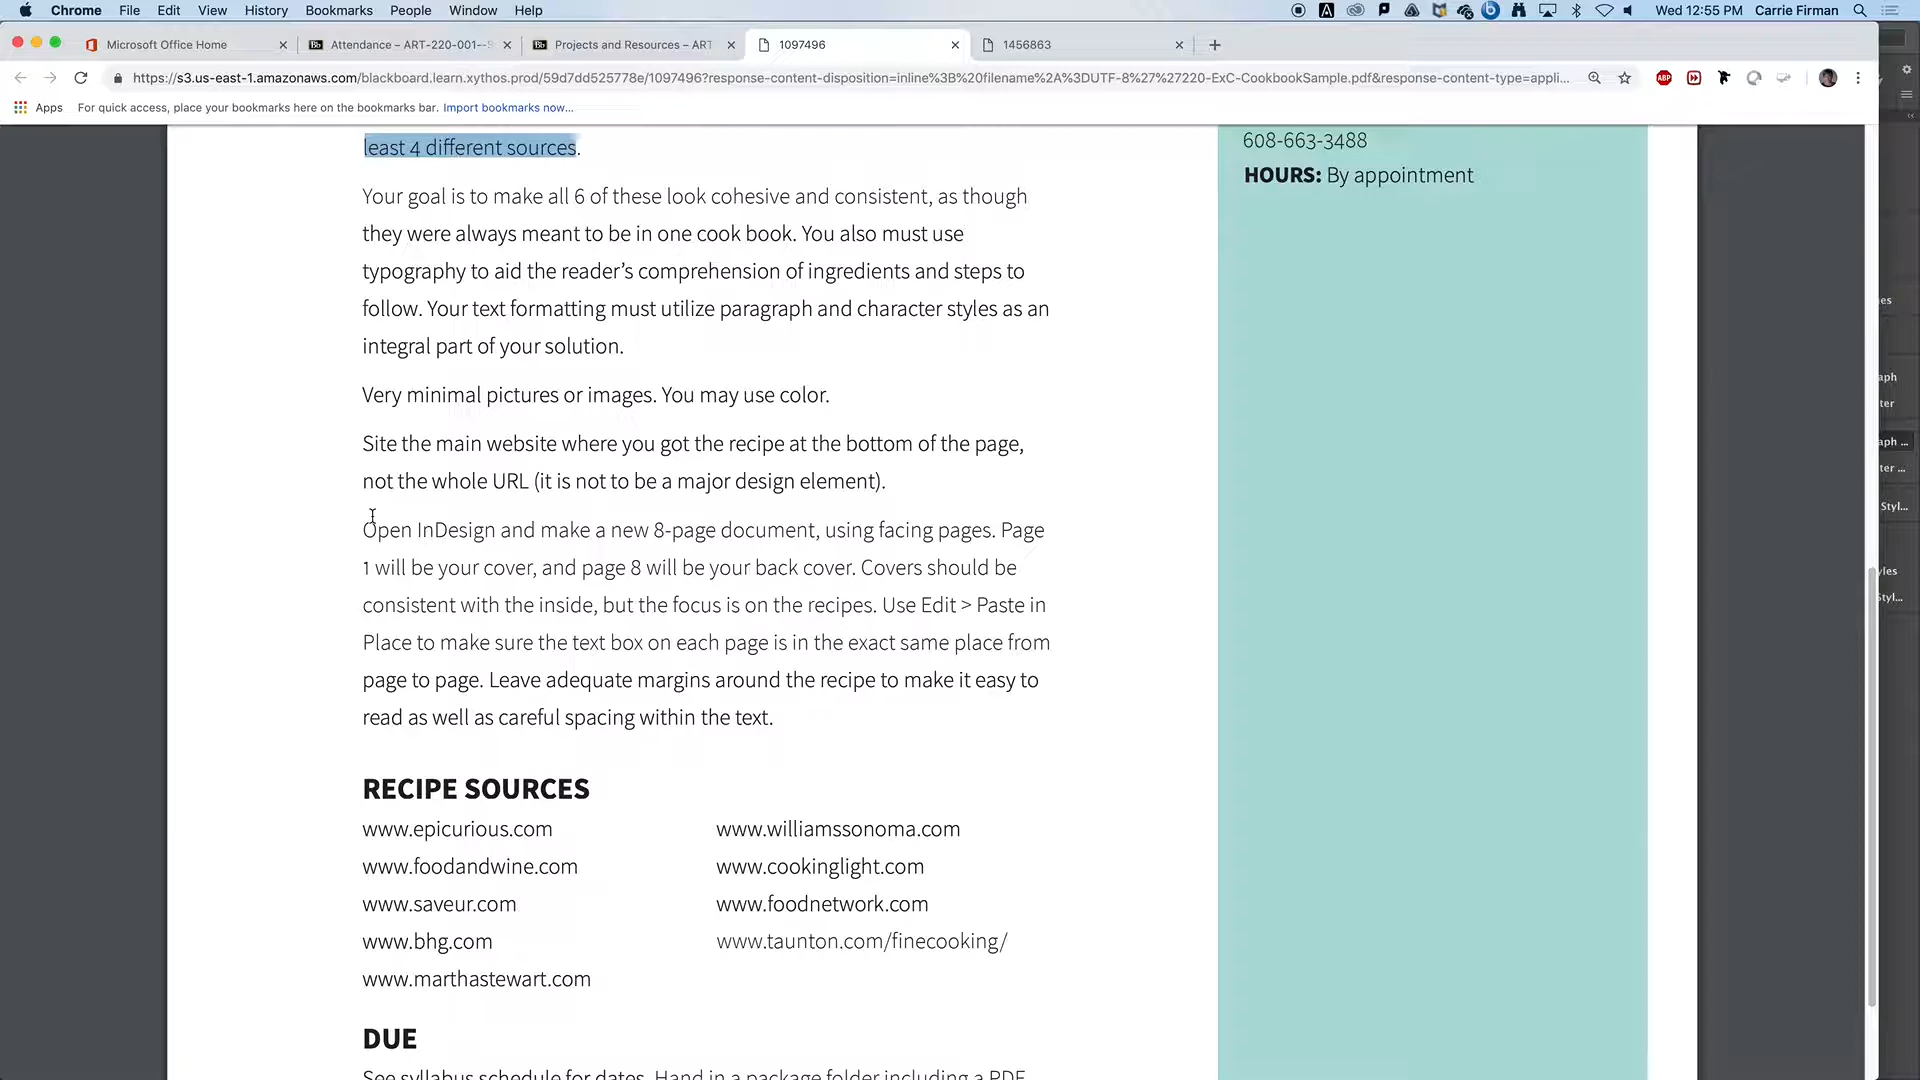 Chrome File Edit View History Bookmarks People Window Help Wed 12:55 PM Carrie Firman
Microsoft Office Home Attendance – ART-220-001-- Projects and Resources – ART 1097496 1456863
https://s3.us-east-1.amazonaws.com/blackboard.learn.xythos.prod/59d7dd525778e/1097496?response-content-disposition=inline%3B%20filename%2A%3DUTF-8%27%27220-ExC-CookbookSample.pdf&response-content-type=appli...
Apps For quick access, place your bookmarks here on the bookmarks bar. Import bookmarks now...
least 4 different sources.
Your goal is to make all 6 of these look cohesive and consistent, as though
they were always meant to be in one cook book. You also must use
typography to aid the reader’s comprehension of ingredients and steps to
follow. Your text formatting must utilize paragraph and character styles as an
integral part of your solution.
Very minimal pictures or images. You may use color.
Site the main website where you got the recipe at the bottom of the page,
not the whole URL (it is not to be a major design element).
Open InDesign and make a new 8-page document, using facing pages. Page
1 will be your cover, and page 8 will be your back cover. Covers should be
consistent with the inside, but the focus is on the recipes. Use Edit > Paste in
Place to make sure the text box on each page is in the exact same place from
page to page. Leave adequate margins around the recipe to make it easy to
read as well as careful spacing within the text.
RECIPE SOURCES
www.epicurious.com
www.foodandwine.com
www.saveur.com
www.bhg.com
www.marthastewart.com
www.williamssonoma.com
www.cookinglight.com
www.foodnetwork.com
www.taunton.com/finecooking/
DUE
See syllabus schedule for dates. Hand in a package folder including a PDF
608-663-3488
HOURS: By appointment